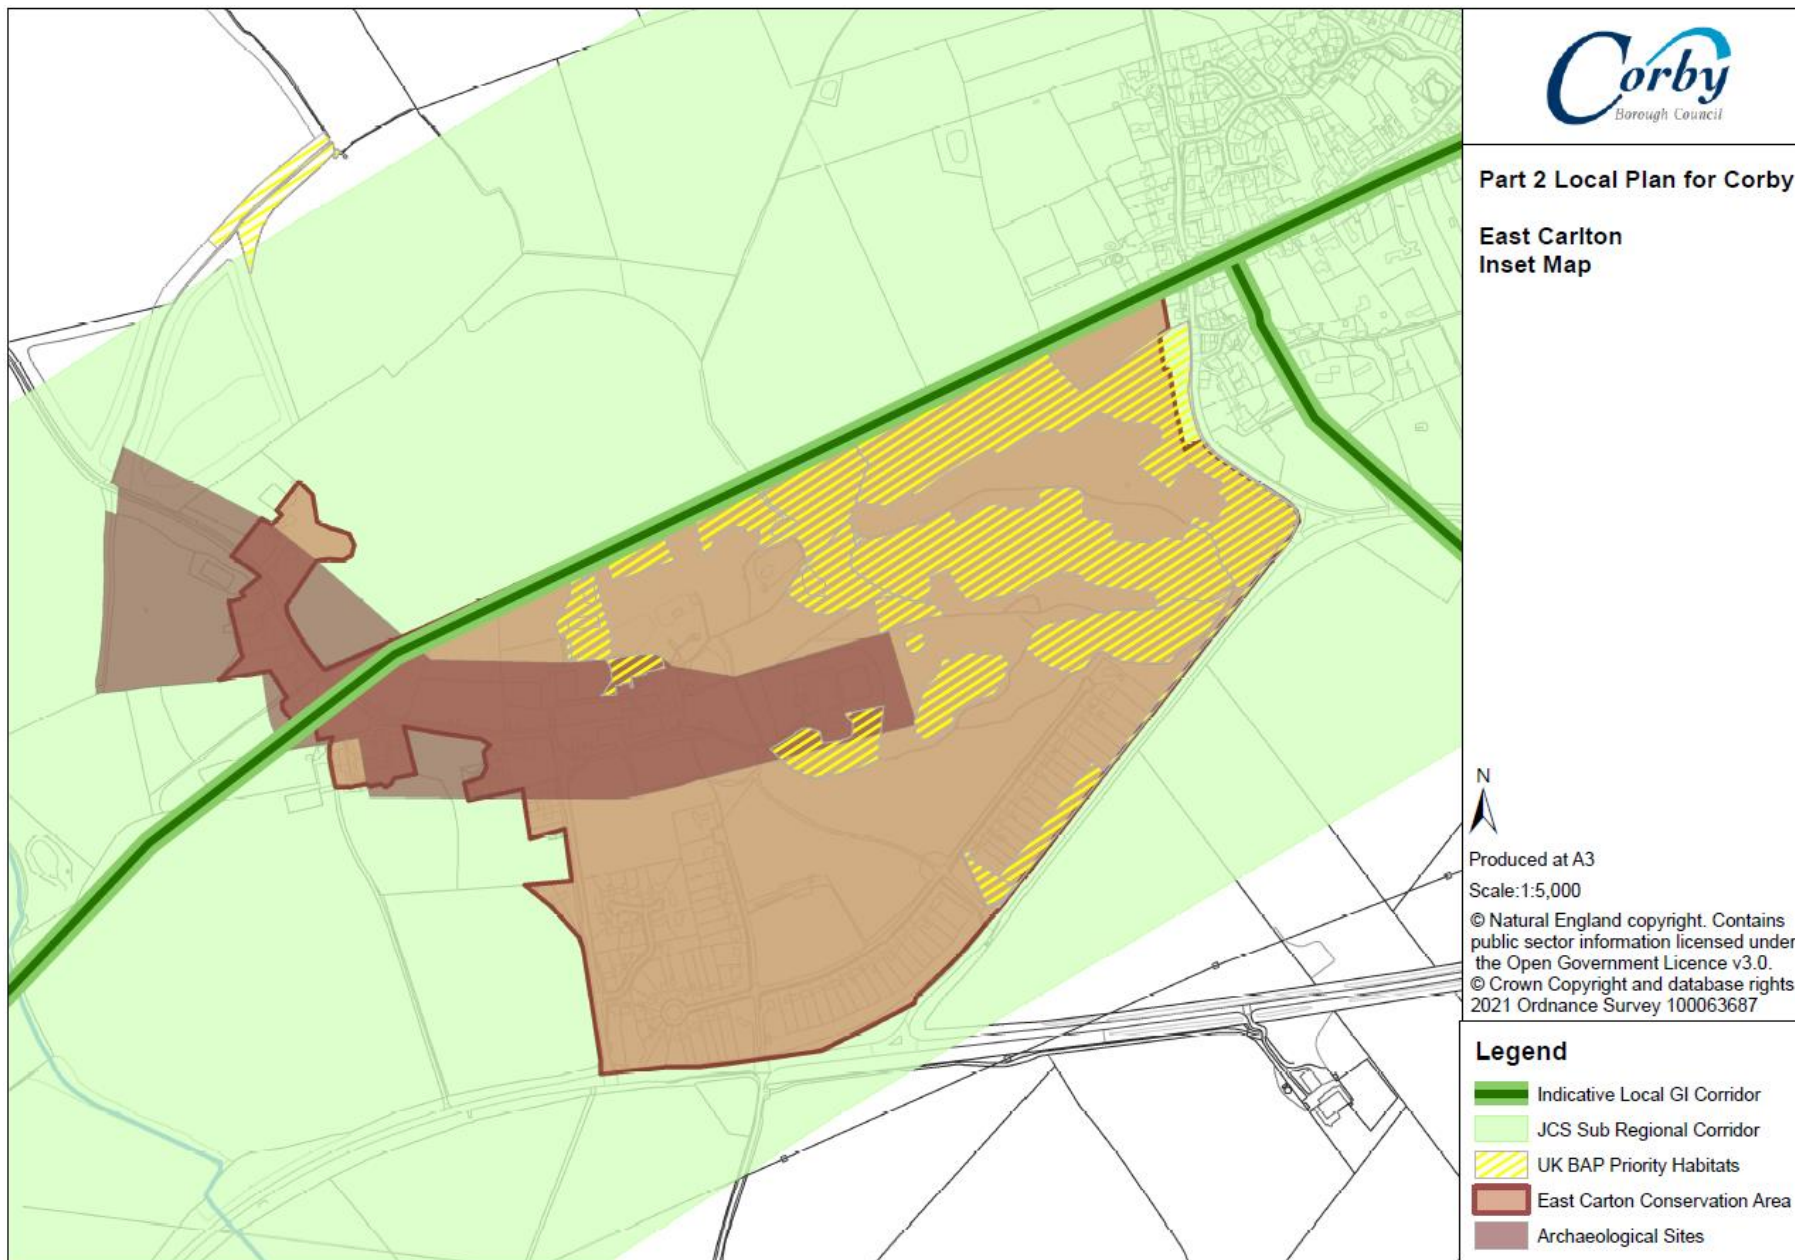 Corby
Borough Council
Part 2 Local Plan for Corby
East Carlton
Inset Map
N
Produced at A3
Scale:1:5,000
© Natural England copyright. Contains
public sector information licensed under
the Open Government Licence v3.0.
© Crown Copyright and database rights
2021 Ordnance Survey 100063687
Legend
Indicative Local GI Corridor
JCS Sub Regional Corridor
UK BAP Priority Habitats
East Carton Conservation Area
Archaeological Sites